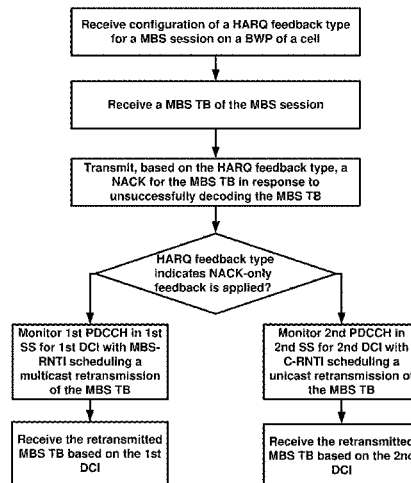 Receive configuration of a HARQ feedback type
for a MBS session on a BWP of a cell
Receive a MBS TB of the MBS session
Transmit, based on the HARQ feedback type, a
NACK for the MBS TB in response to
unsuccessfully decoding the MBS TB
HARQ feedback type
indicates NACK-only
feedback is applied?
Monitor 1st PDCCH in 1st
SS for 1st DCI with MBS-
RNTI scheduling a
multicast retransmission
of the MBS TB
Receive the retransmitted
MBS TB based on the 1st
DCI
Monitor 2nd PDCCH in
2nd SS for 2nd DCI with
C-RNTI scheduling a
unicast retransmission of
the MBS TB
Receive the retransmitted
MBS TB based on the 2nd
DCI